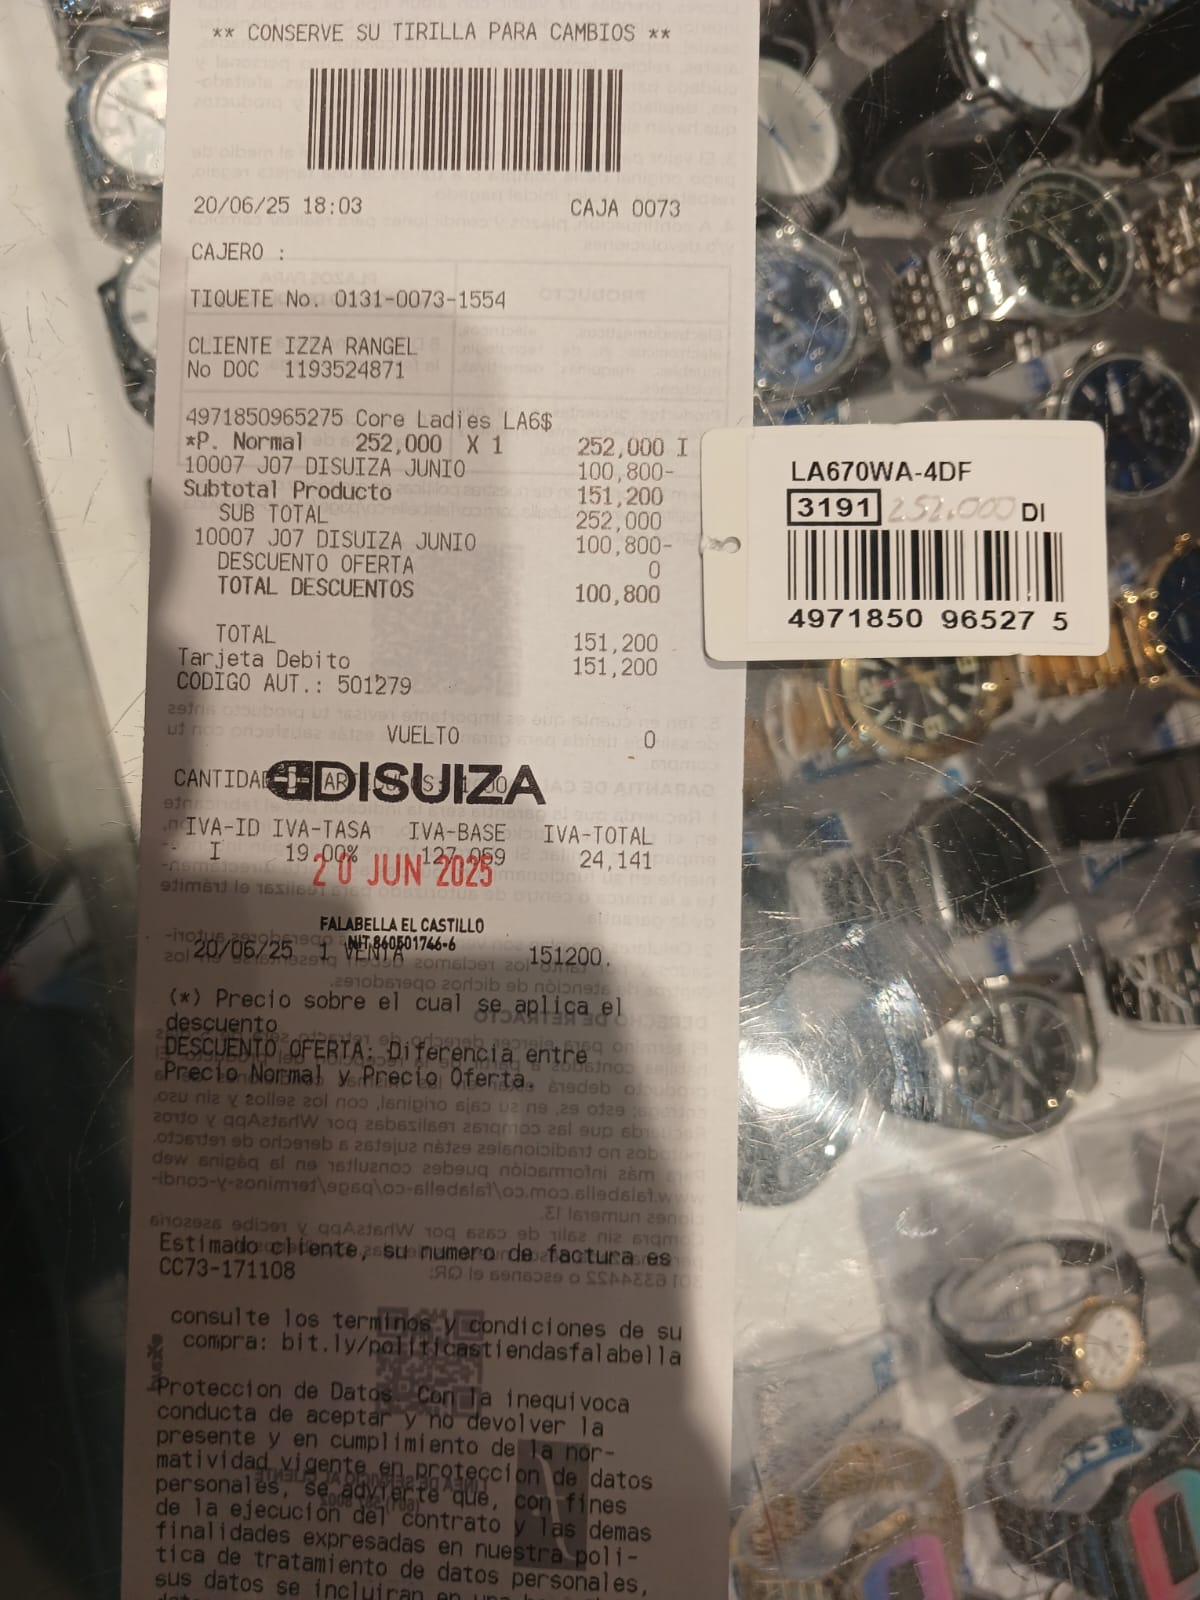 ** CONSERVE SU TIRILLA PARA CAMBIOS **
20/06/25 18:03 CAJA 0073
CAJERO :
TIQUETE No. 0131-0073-1554
CLIENTE IZZA RANGEL
No DOC 1193524871
4971850965275 Core Ladies LA6$
*P. Normal 252,000 X 1 252,000 I
10007 J07 DISUIZA JUNIO 100,800-
Subtotal Producto 151,200
SUB TOTAL 252,000
10007 J07 DISUIZA JUNIO 100,800-
DESCUENTO OFERTA 0
TOTAL DESCUENTOS 100,800
TOTAL 151,200
Tarjeta Debito 151,200
CODIGO AUT.: 501279
VUELTO 0
CANTIDAD
DISUIZA
IVA-ID IVA-TASA IVA-BASE IVA-TOTAL
I 19.00% 127,059 24,141
20 JUN 2025
FALABELLA EL CASTILLO
NIT.860501746-6
20/06/25 1 VENTA 151200.
(*) Precio sobre el cual se aplica el
descuento
DESCUENTO OFERTA: Diferencia entre
Precio Normal y Precio Oferta.
Estimado cliente, su numero de factura es
CC73-171108
consulte los terminos y condiciones de su
compra: bit.ly/politicastiendasfalabella
Proteccion de Datos Con la inequivoca
conducta de aceptar y no devolver la
presente y en cumplimiento de la nor-
matividad vigente en proteccion de datos
personales, se advierte que, con fines
de la ejecucion del contrato y las demas
finalidades expresadas en nuestra poli-
tica de tratamiento de datos personales,
sus datos se incluiran en una
LA670WA-4DF
3191 252.000 DI
4971850 96527 5